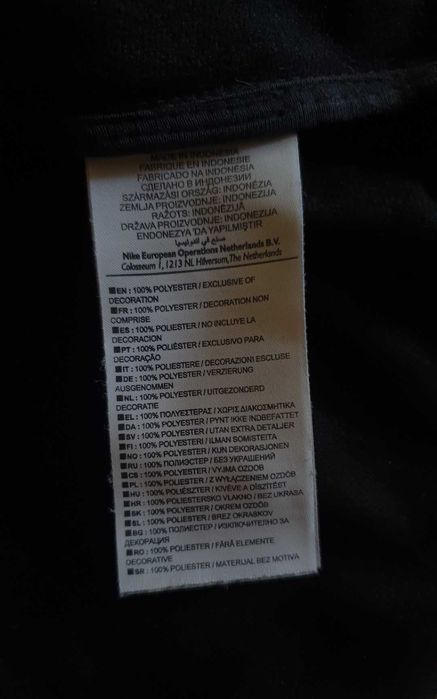 MADE IN INDONESIA
FABRIQUE EN INDONESIE
FABRICADO NA INDONÉSIA
СДЕЛАНО В ИНДОНЕЗИИ
SZÁRMAZÁSI ORSZÁG: INDONÉZIA
ZEMLJA PROIZVODNJE: INDONEZIJA
RAŽOTS: INDONĒZIJĀ
DRŽAVA PROIZVODNJE: INDONEZIJA
ENDONEZYA'DA YAPILMIŞTIR
صنع في اندونيسيا
Nike European Operations Netherlands B.V.
Colosseum 1, 1213 NL Hilversum, The Netherlands
EN : 100% POLYESTER / EXCLUSIVE OF
DECORATION
FR : 100% POLYESTER / DECORATION NON
COMPRISE
ES : 100% POLIÉSTER / NO INCLUYE LA
DECORACION
PT : 100% POLIÉSTER / EXCLUSIVO PARA
DECORAÇÃO
IT : 100% POLIESTERE / DECORAZIONI ESCLUSE
DE : 100% POLYESTER / VERZIERUNG
AUSGENOMMEN
NL : 100% POLYESTER / UITGEZONDERD
DECORATIE
EL : 100% ΠΟΛΥΕΣΤΕΡΑΣ / ΧΩΡΙΣ ΔΙΑΚΟΣΜΗΤΙΚΑ
DA : 100% POLYESTER / PYNT IKKE INDBEFATTET
SV : 100% POLYESTER / UTAN EXTRA DETALJER
FI : 100% POLYESTERI / ILMAN SOMISTEITA
NO : 100% POLYESTER / KUN DEKORASJONEN
RU : 100% ПОЛИЭСТЕР / БЕЗ УКРАШЕНИЙ
CS : 100% POLYESTER / VYJMA OZDOB
PL : 100% POLIESTER / Z WYŁĄCZENIEM OZDÓB
HU : 100% POLIÉSZTER / KIVÉVE A DÍSZÍTÉST
HR : 100% POLIESTERSKO VLAKNO / BEZ UKRASA
SK : 100% POLYESTER / OKREM OZDÔB
SL : 100% POLIESTER / BREZ OKRASKOV
BG : 100% ПОЛИЕСТЕР / ИЗКЛЮЧИТЕЛНО ЗА
ДЕКОРАЦИЯ
RO : 100% POLIESTER / FĂRĂ ELEMENTE
DECORATIVE
SR : 100% POLIESTER / MATERIJAL BEZ MOTIVA